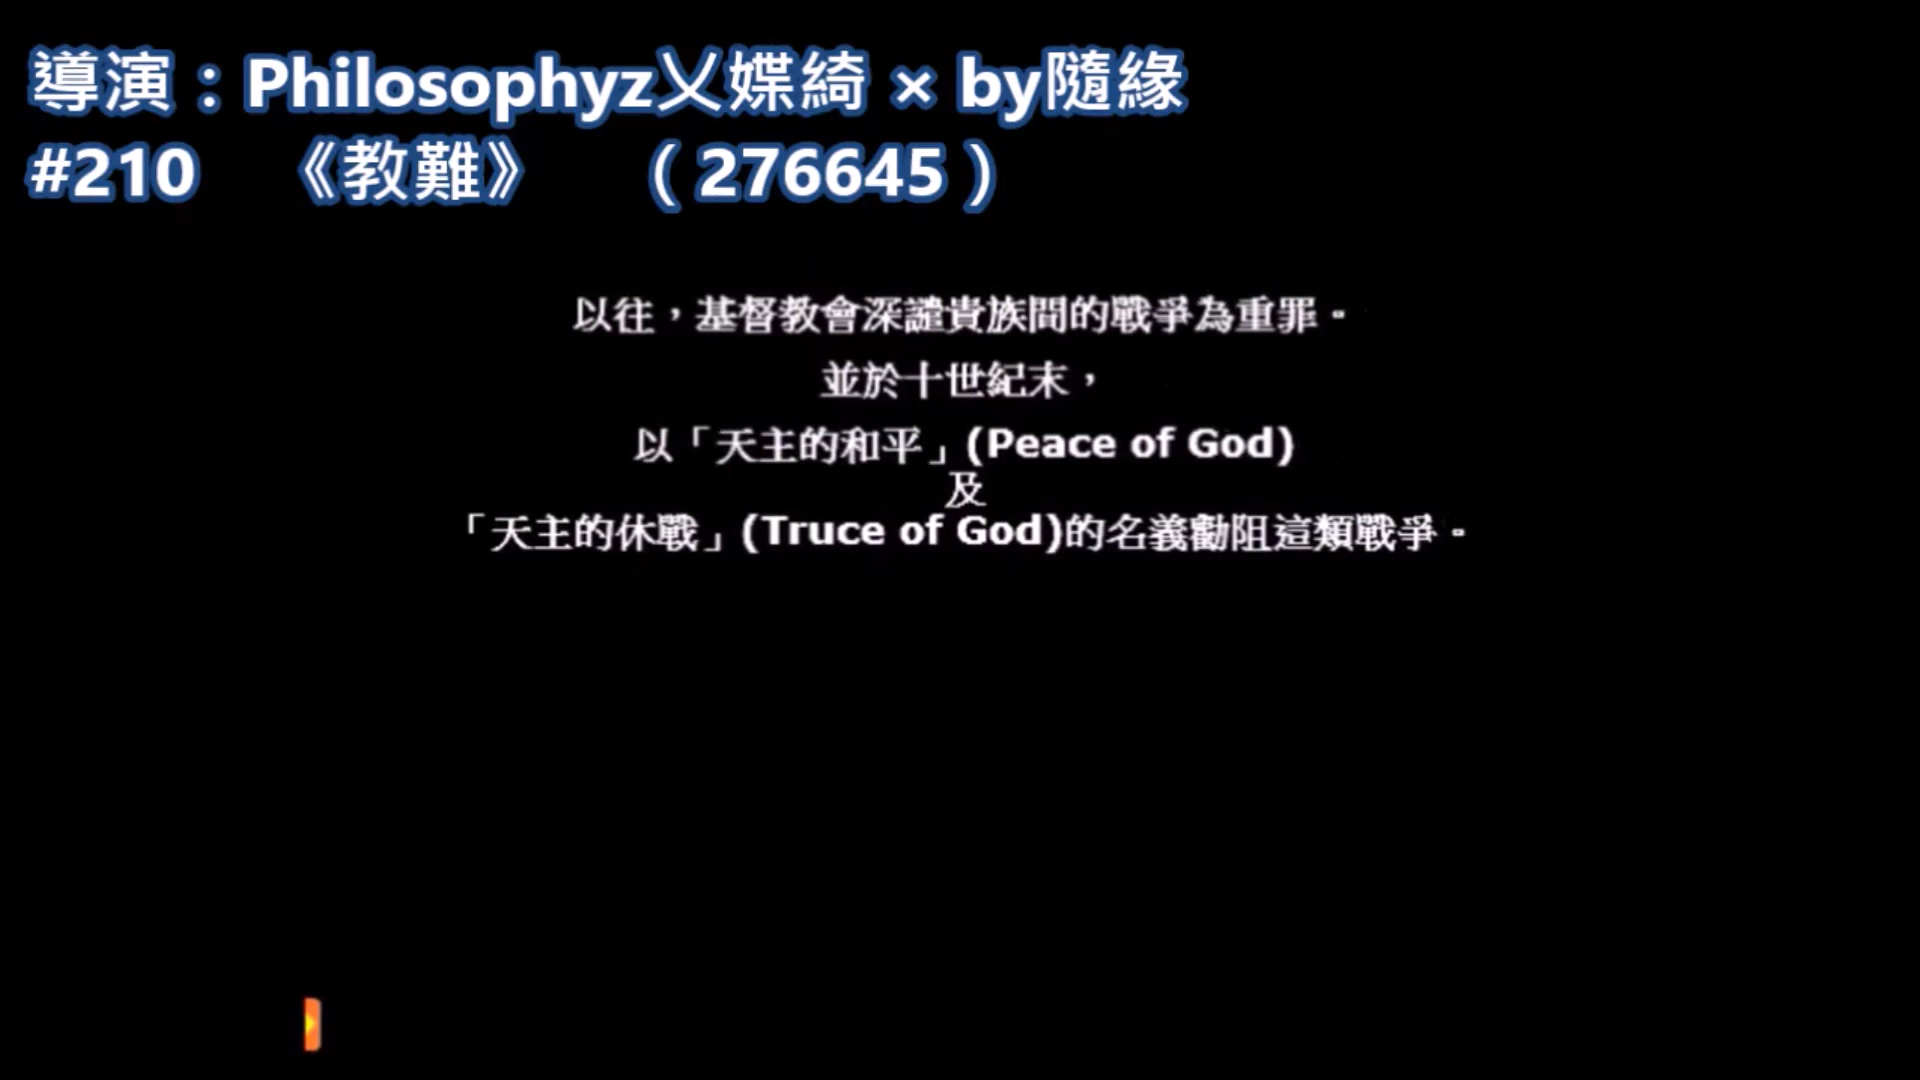 導演：Philosophyz乂媟綺 × by隨緣
#210 《教難》 （276645）
以往，基督教會深譴貴族間的戰爭為重罪。
並於十世紀末，
以「天主的和平」(Peace of God)
及
「天主的休戰」(Truce of God)的名義勸阻這類戰爭。